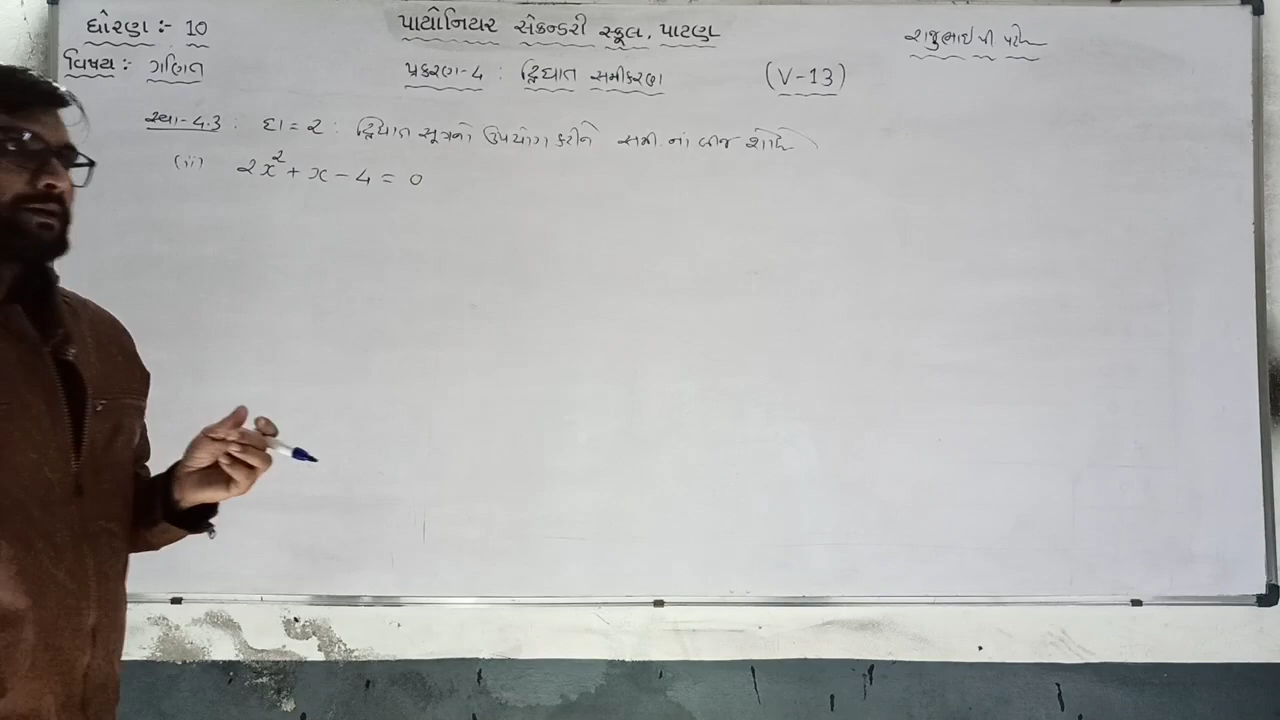 ધોરણ :- 10
પાયોનિયર સેકન્ડરી સ્કૂલ, પાટણ
રાજુભાઇ પી પટેલ
વિષય : ગણિત
પ્રકરણ-4 : દ્વિઘાત સમીકરણ (V-13)
સ્વા-4.3 : દા = 2 : દ્વિઘાત સૂત્રનો ઉપયોગ કરીને સમી. નાં બીજ શોધો
(ii) 2x² + x - 4 = 0